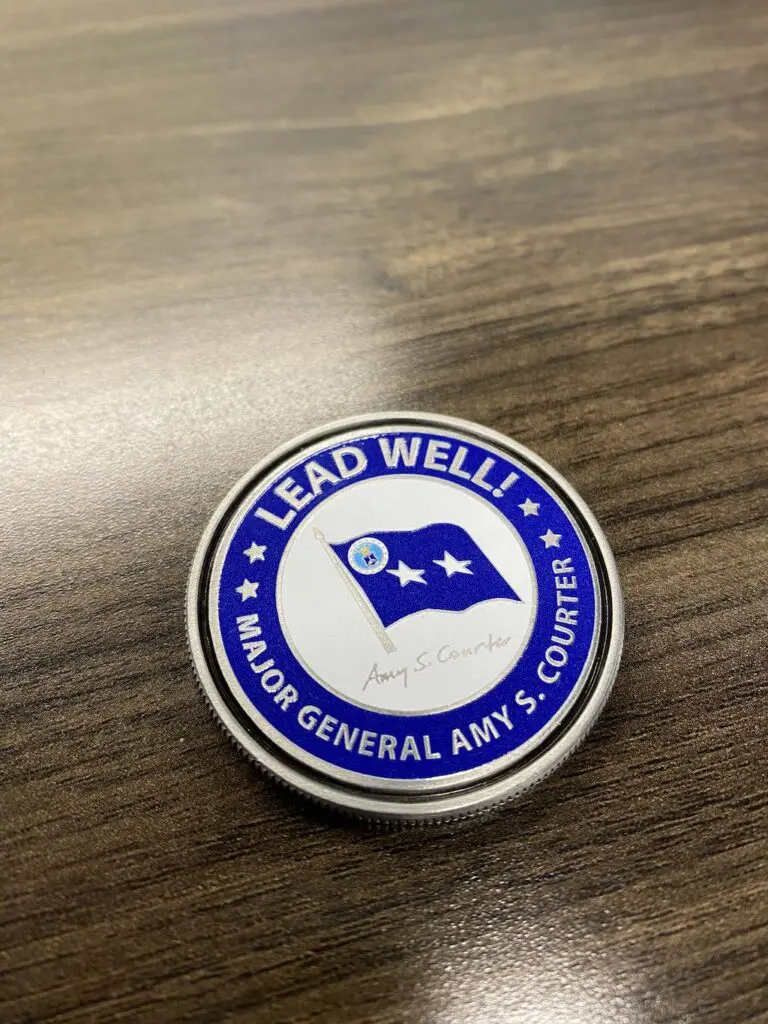 LEAD WELL!
Amy S. Courter
MAJOR GENERAL AMY S. COURTER